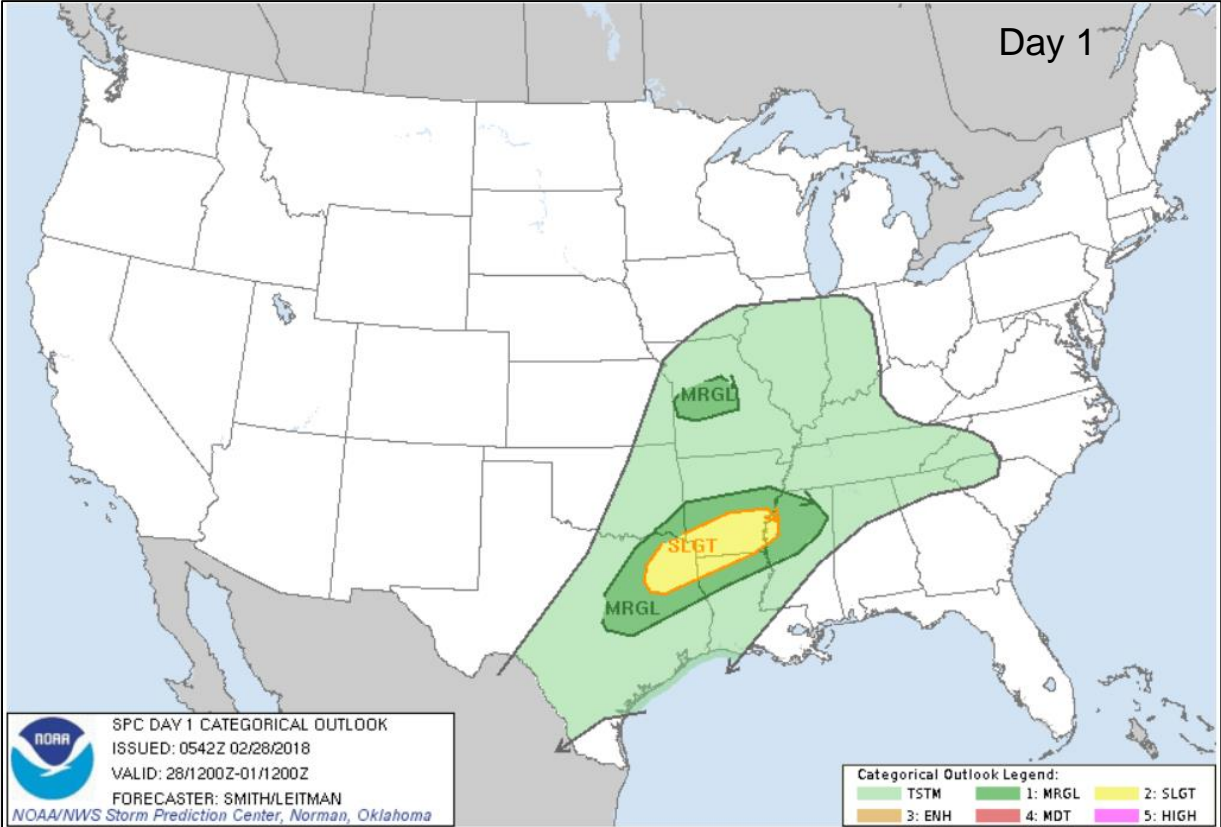 Day 1
MRGL
SLGT
MRGL
NOAA
SPC DAY 1 CATEGORICAL OUTLOOK
ISSUED: 0542Z 02/28/2018
VALID: 28/1200Z-01/1200Z
FORECASTER: SMITH/LEITMAN
NOAA/NWS Storm Prediction Center, Norman, Oklahoma
Categorical Outlook Legend:
TSTM 1: MRGL 2: SLGT
3: ENH 4: MDT 5: HIGH